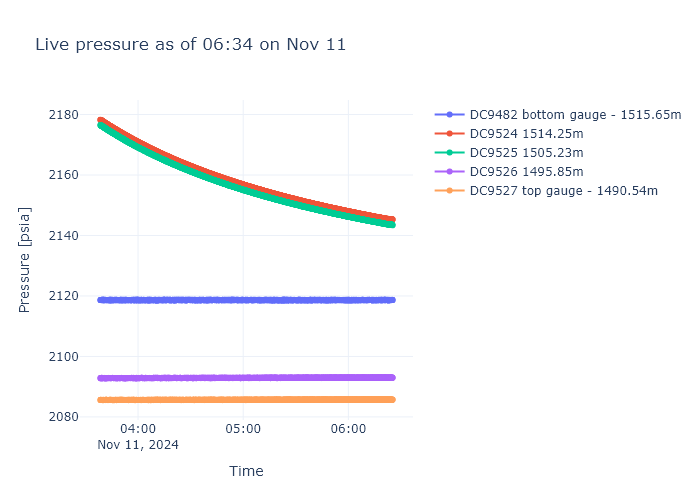 Live pressure as of 06:34 on Nov 11
DC9482 bottom gauge - 1515.65m
DC9524 1514.25m
DC9525 1505.23m
DC9526 1495.85m
DC9527 top gauge - 1490.54m
Pressure [psia]
2180
2160
2140
2120
2100
2080
04:00
05:00
06:00
Nov 11, 2024
Time